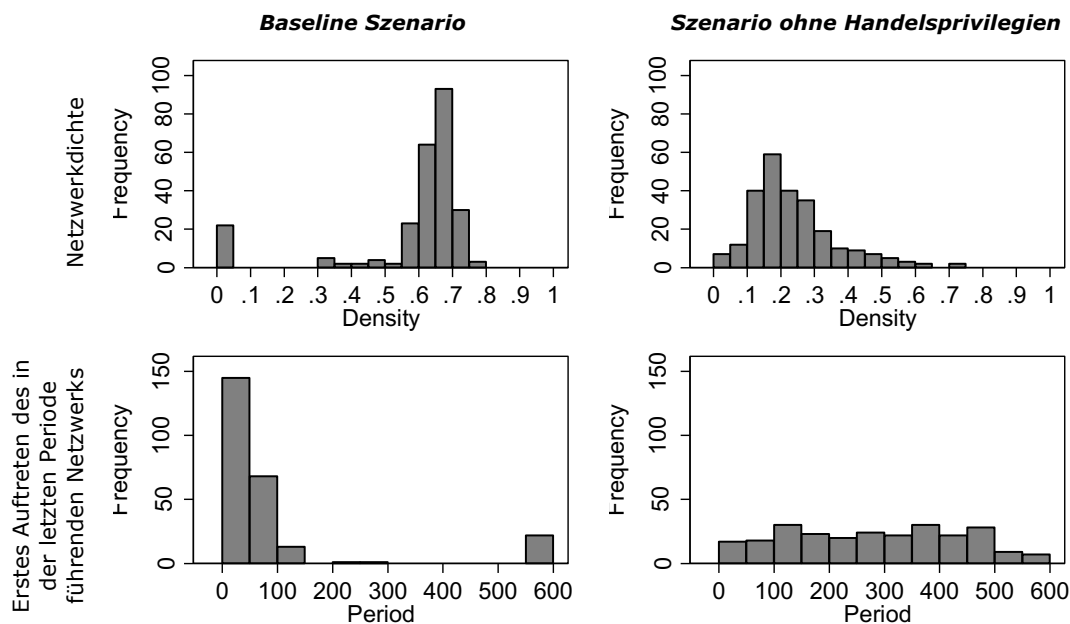 Baseline Szenario
Szenario ohne Handelsprivilegien
Netzwerkdichte
Frequency
0 20 40 60 80 100
0 .1 .2 .3 .4 .5 .6 .7 .8 .9 1
Density
Frequency
0 20 40 60 80 100
0 .1 .2 .3 .4 .5 .6 .7 .8 .9 1
Density
Erstes Auftreten des in
der letzten Periode
führenden Netzwerks
Frequency
0 50 100 150
0 100 200 300 400 500 600
Period
Frequency
0 50 100 150
0 100 200 300 400 500 600
Period